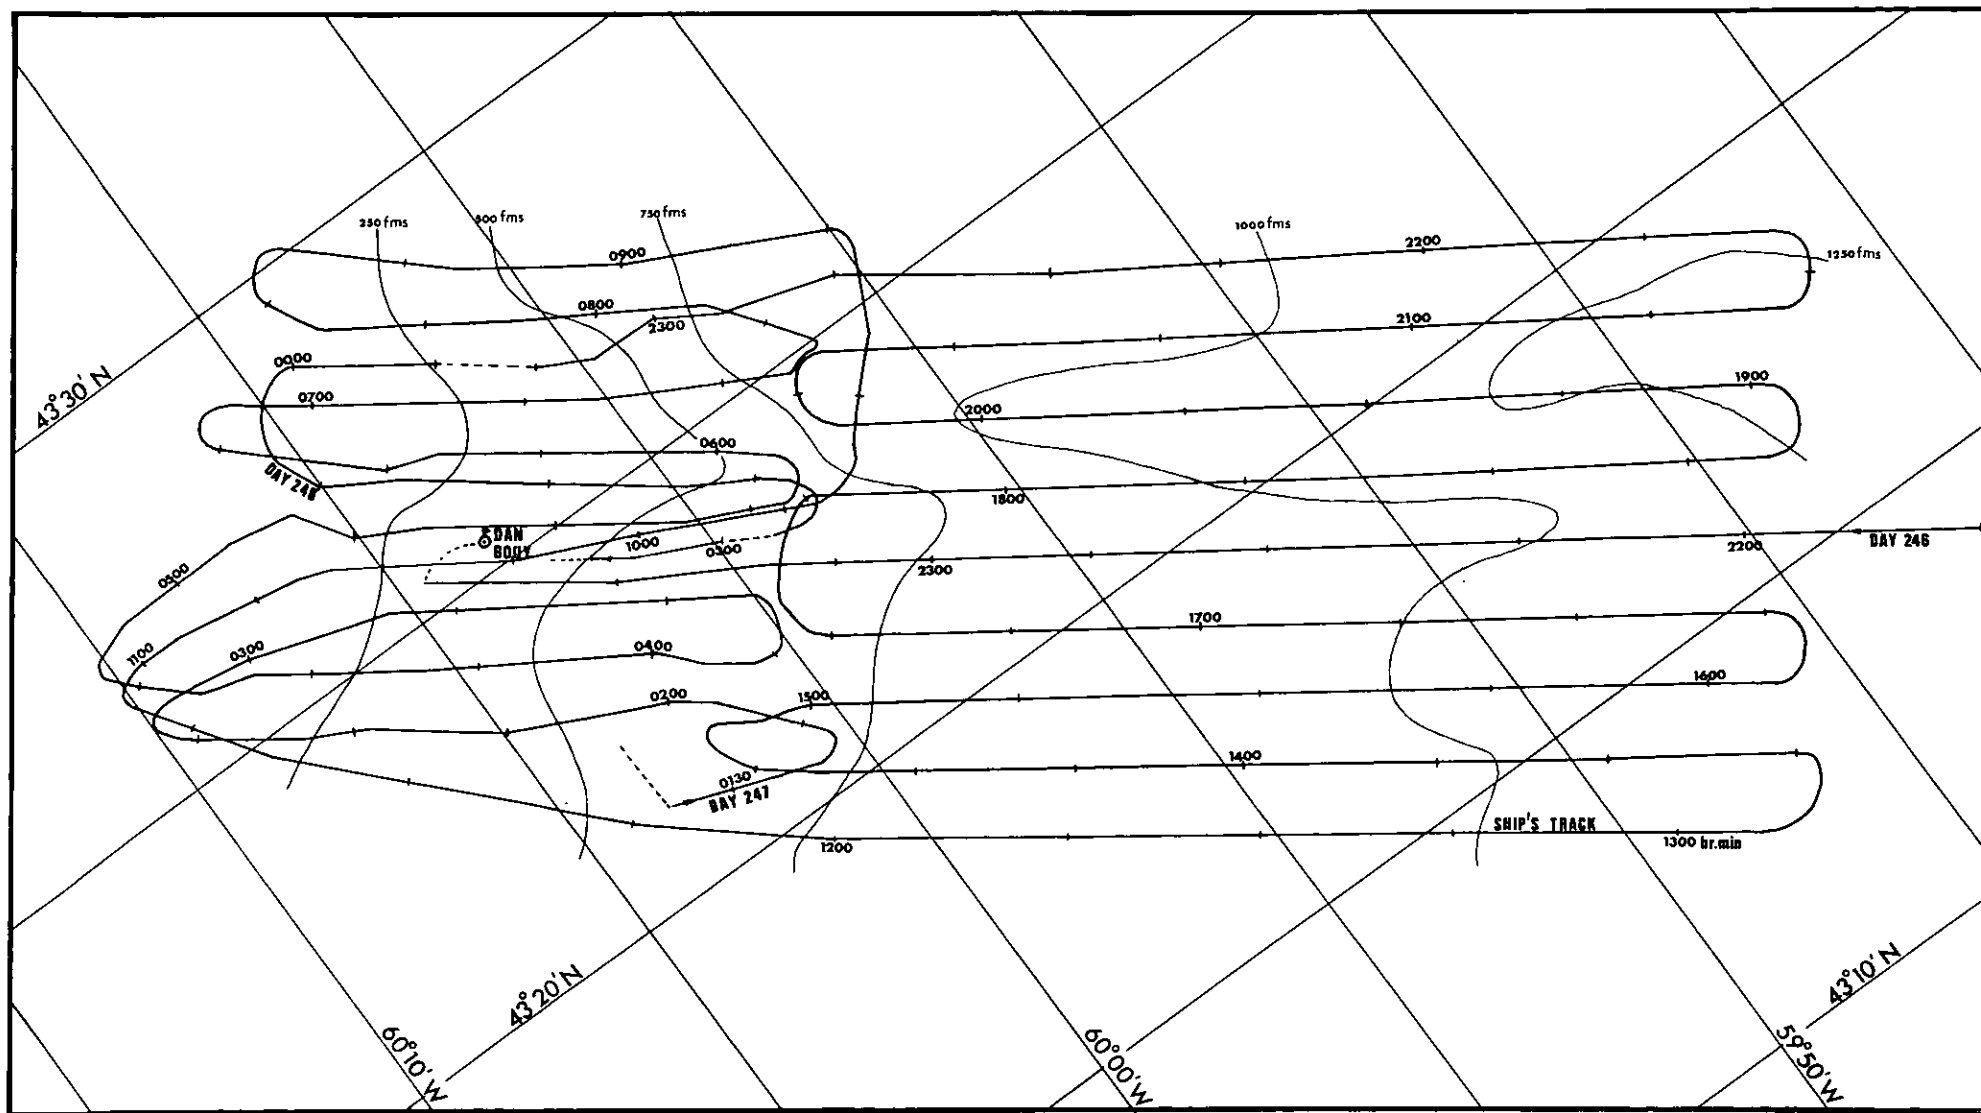 250 fms
500 fms
750 fms
1000 fms
1250 fms
0900
2200
0800
2300
2100
0000
0700
1900
2000
43°30'N
0600
DAY 248
1800
DAN
BOUY
1000
0300
2200
DAY 246
2300
0500
1700
1100
0300
0400
1600
0200
1500
1400
0130
DAY 247
SHIP'S TRACK
1200
1300 hr.min
43°20'N
43°10'N
60°10'W
60°00'W
59°50'W